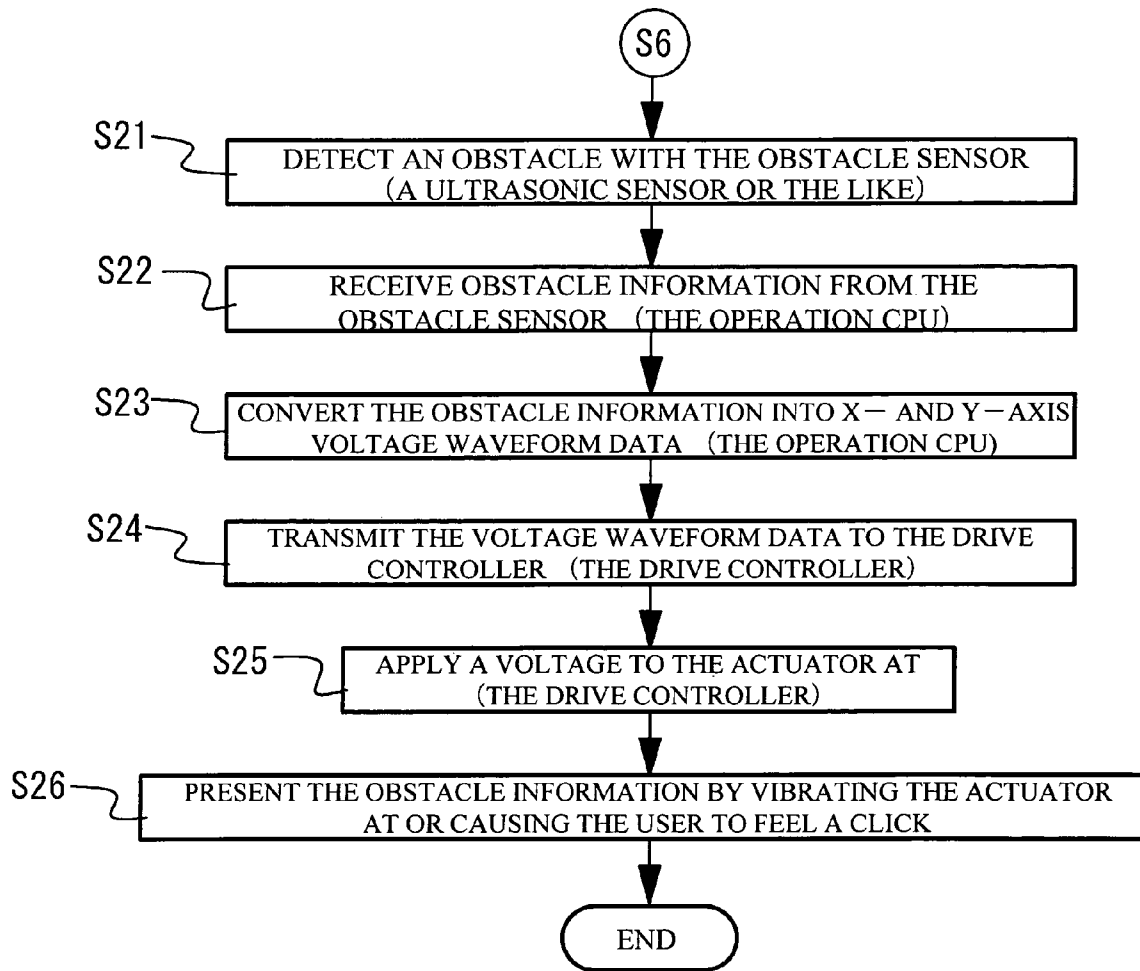 S6
S21
DETECT AN OBSTACLE WITH THE OBSTACLE SENSOR
(A ULTRASONIC SENSOR OR THE LIKE)
S22
RECEIVE OBSTACLE INFORMATION FROM THE
OBSTACLE SENSOR (THE OPERATION CPU)
S23
CONVERT THE OBSTACLE INFORMATION INTO X- AND Y-AXIS
VOLTAGE WAVEFORM DATA (THE OPERATION CPU)
S24
TRANSMIT THE VOLTAGE WAVEFORM DATA TO THE DRIVE
CONTROLLER (THE DRIVE CONTROLLER)
S25
APPLY A VOLTAGE TO THE ACTUATOR AT
(THE DRIVE CONTROLLER)
S26
PRESENT THE OBSTACLE INFORMATION BY VIBRATING THE ACTUATOR
AT OR CAUSING THE USER TO FEEL A CLICK
END